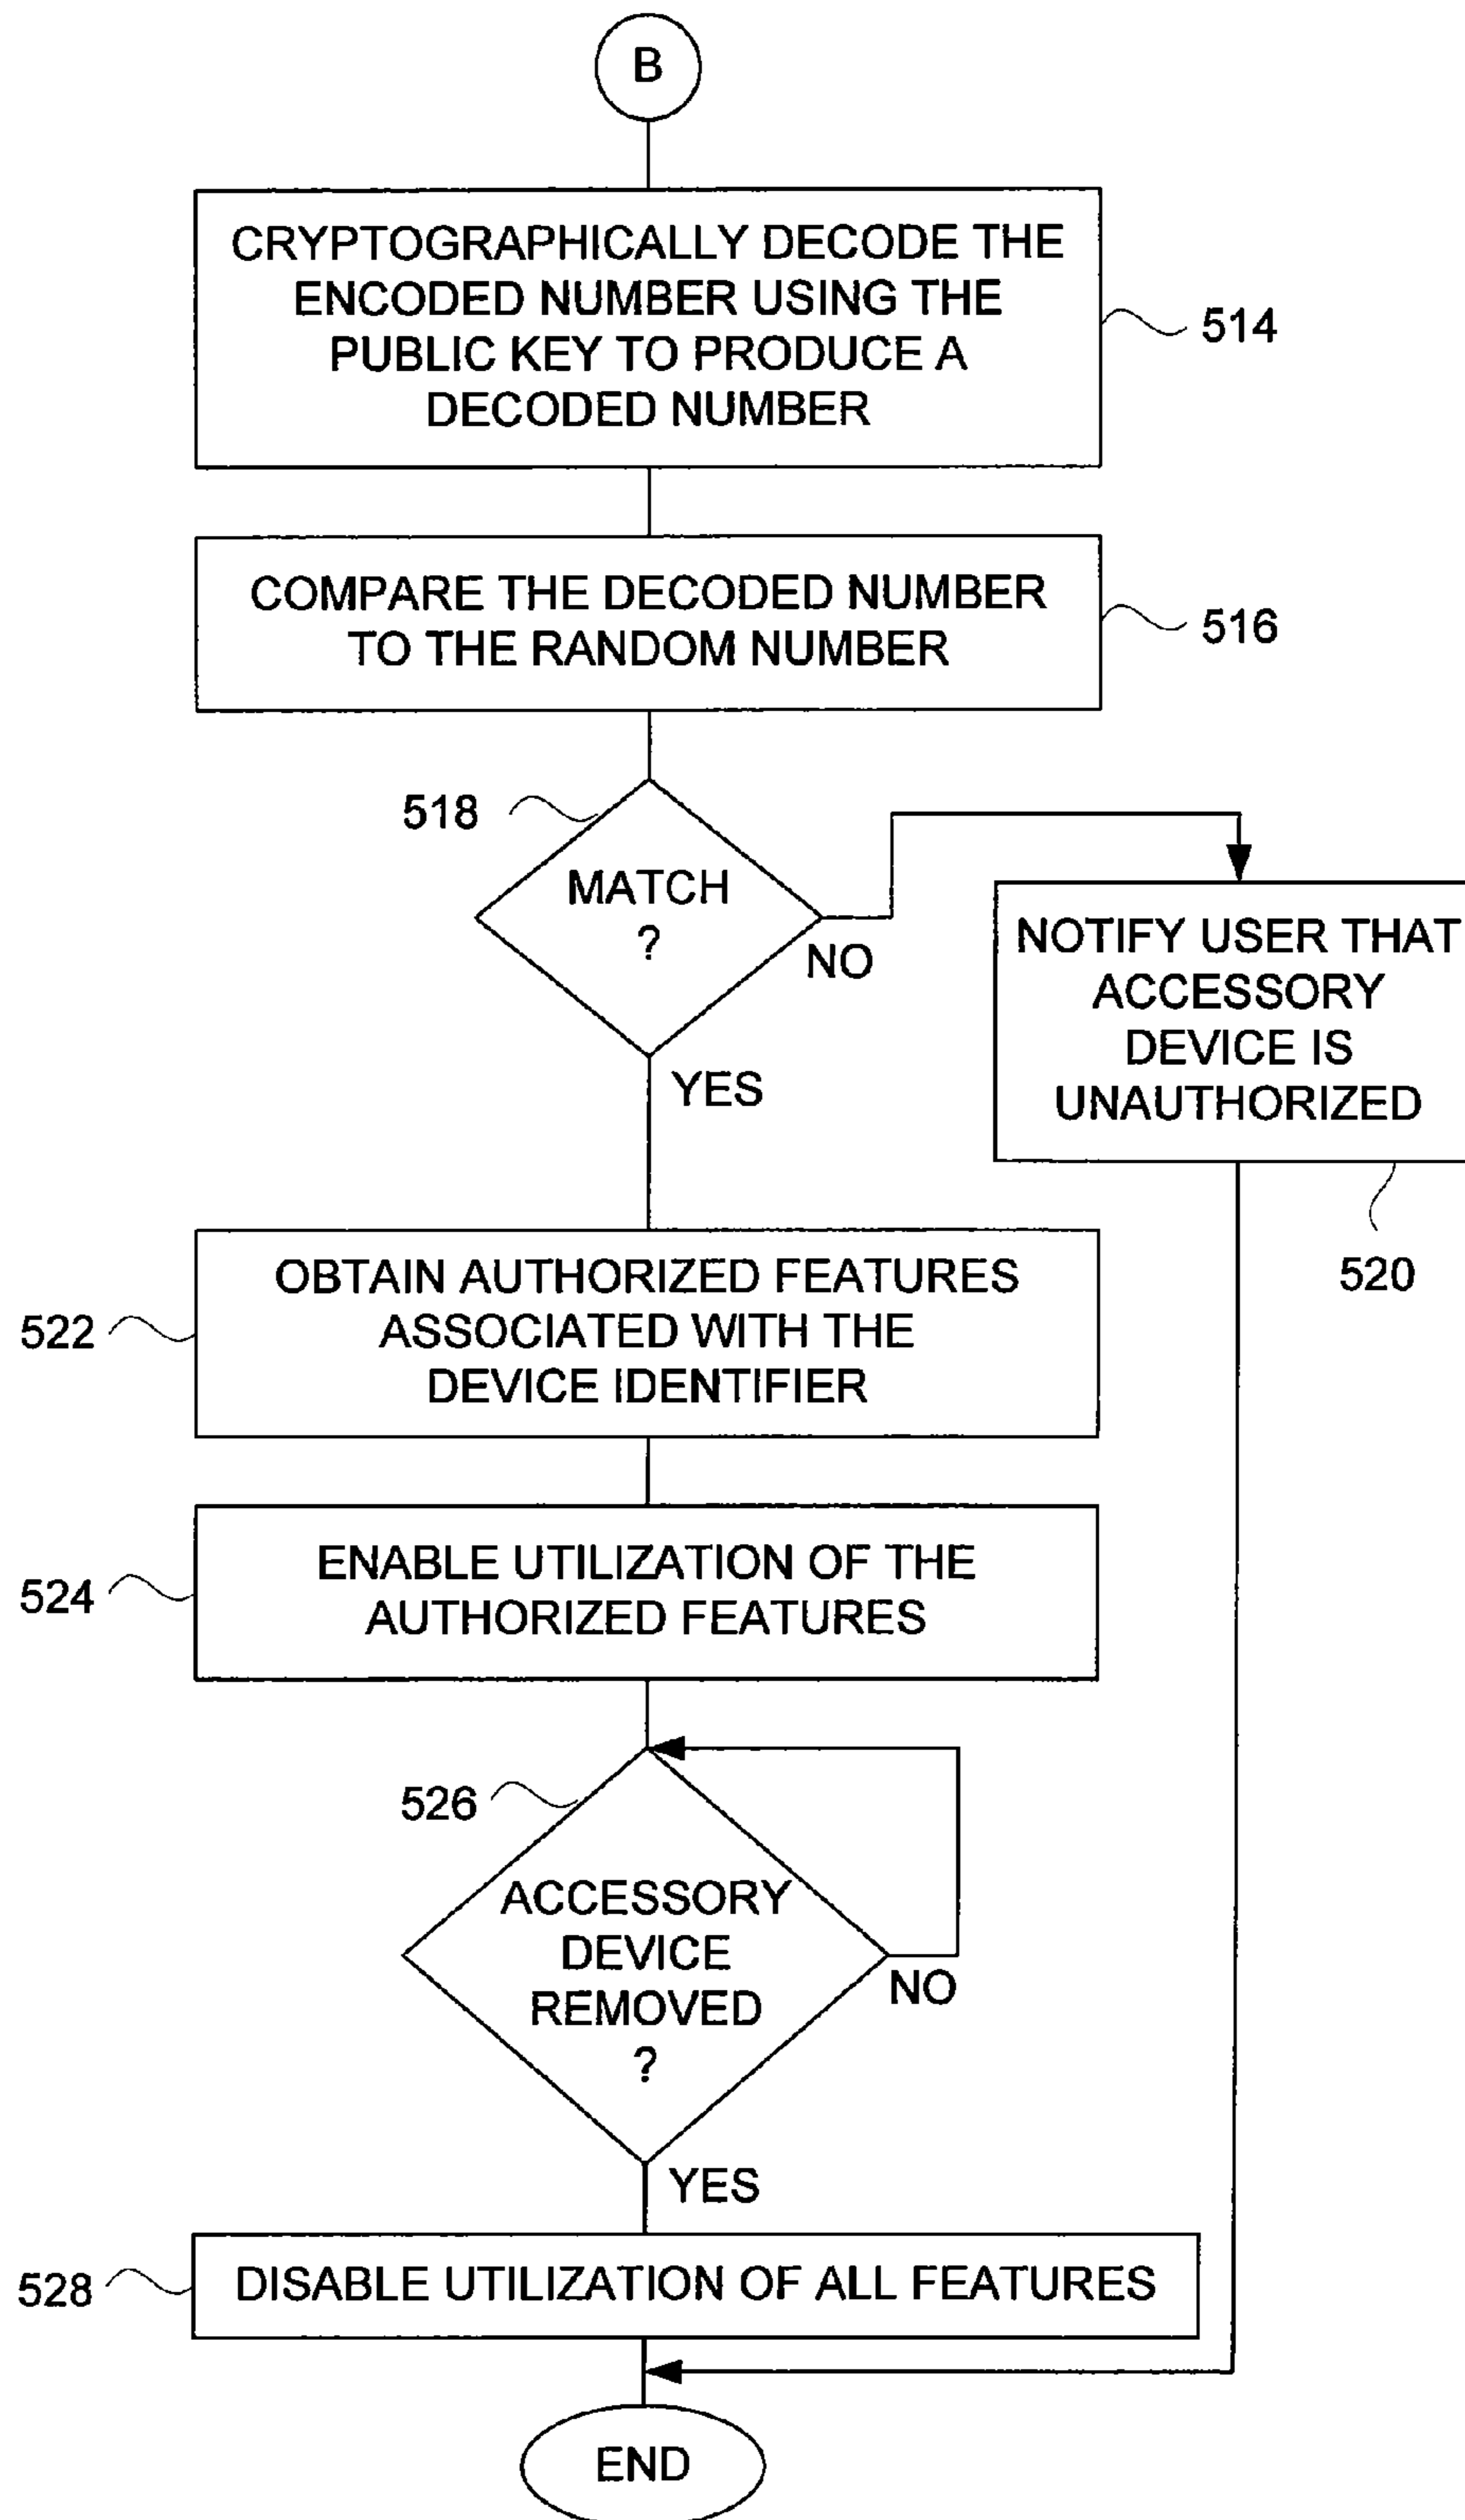 B
CRYPTOGRAPHICALLY DECODE THE
ENCODED NUMBER USING THE
PUBLIC KEY TO PRODUCE A
DECODED NUMBER
514
COMPARE THE DECODED NUMBER
TO THE RANDOM NUMBER
516
518
MATCH
?
NO
YES
NOTIFY USER THAT
ACCESSORY
DEVICE IS
UNAUTHORIZED
520
OBTAIN AUTHORIZED FEATURES
ASSOCIATED WITH THE
DEVICE IDENTIFIER
522
ENABLE UTILIZATION OF THE
AUTHORIZED FEATURES
524
526
ACCESSORY
DEVICE
REMOVED
?
NO
YES
528
DISABLE UTILIZATION OF ALL FEATURES
END